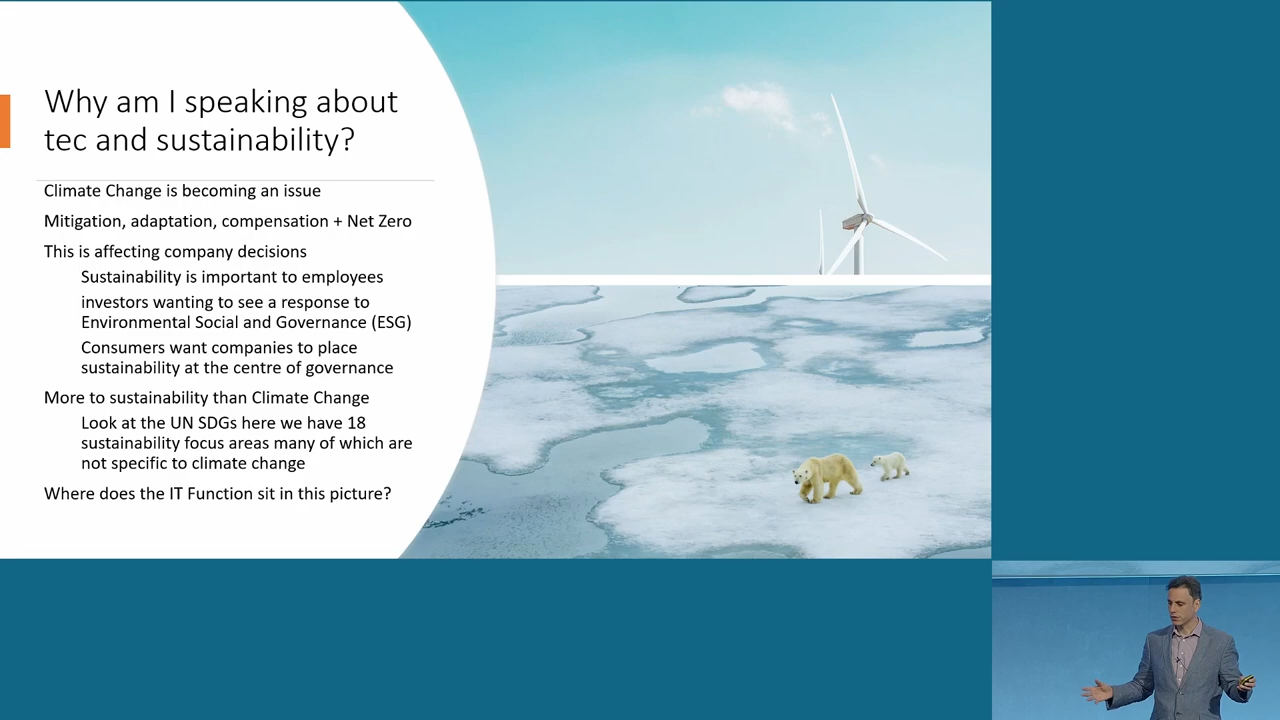 Why am I speaking about
tec and sustainability?
Climate Change is becoming an issue
Mitigation, adaptation, compensation + Net Zero
This is affecting company decisions
Sustainability is important to employees
investors wanting to see a response to
Environmental Social and Governance (ESG)
Consumers want companies to place
sustainability at the centre of governance
More to sustainability than Climate Change
Look at the UN SDGs here we have 18
sustainability focus areas many of which are
not specific to climate change
Where does the IT Function sit in this picture?